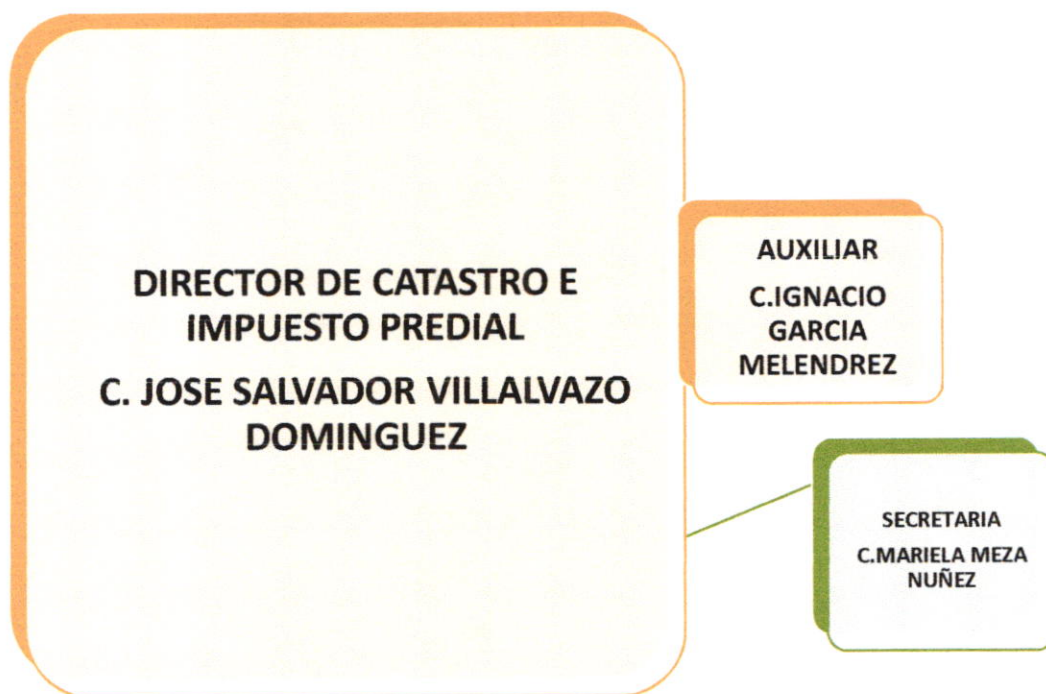 DIRECTOR DE CATASTRO E
IMPUESTO PREDIAL
C. JOSE SALVADOR VILLALVAZO
DOMINGUEZ
AUXILIAR
C.IGNACIO
GARCIA
MELENDREZ
SECRETARIA
C.MARIELA MEZA
NUÑEZ